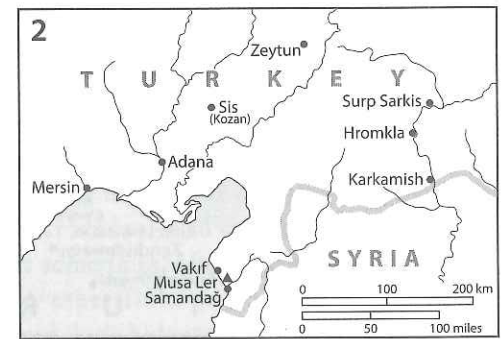 2
Zeytun
TURKEY
Sis
(Kozan)
Surp Sarkis
Hromkla
Adana
Karkamish
Mersin
SYRIA
Vakıf
Musa Ler
Samandağ
0 100 200 km
0 50 100 miles